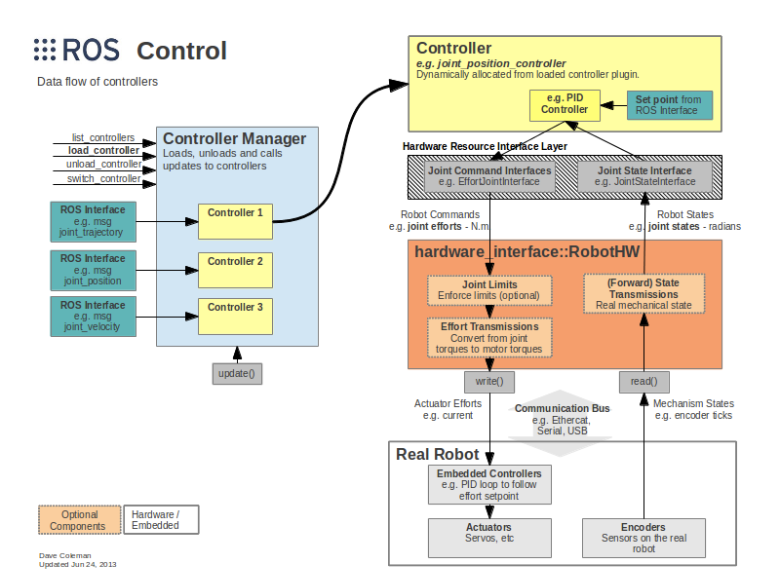 ROS Control
Data flow of controllers
list_controllers
load_controller
unload_controller
switch_controller
Controller Manager
Loads, unloads and calls
updates to controllers
ROS Interface
e.g. msg
joint_trajectory
Controller 1
ROS Interface
e.g. msg
joint_position
Controller 2
ROS Interface
e.g. msg
joint_velocity
Controller 3
update()
Controller
e.g. joint_position_controller
Dynamically allocated from loaded controller plugin.
e.g. PID
Controller
Set point from
ROS Interface
Hardware Resource Interface Layer
Joint Command Interfaces
e.g. EffortJointInterface
Joint State Interface
e.g. JointStateInterface
Robot Commands
e.g. joint efforts - N.m.
Robot States
e.g. joint states - radians
hardware_interface::RobotHW
Joint Limits
Enforce limits (optional)
(Forward) State
Transmissions
Real mechanical state
Effort Transmissions
Convert from joint
torques to motor torques
write()
read()
Actuator Efforts
e.g. current
Communication Bus
e.g. Ethercat,
Serial, USB
Mechanism States
e.g. encoder ticks
Real Robot
Embedded Controllers
e.g. PID loop to follow
effort setpoint
Actuators
Servos, etc
Encoders
Sensors on the real
robot
Optional
Components
Hardware /
Embedded
Dave Coleman
Updated Jun 24, 2013